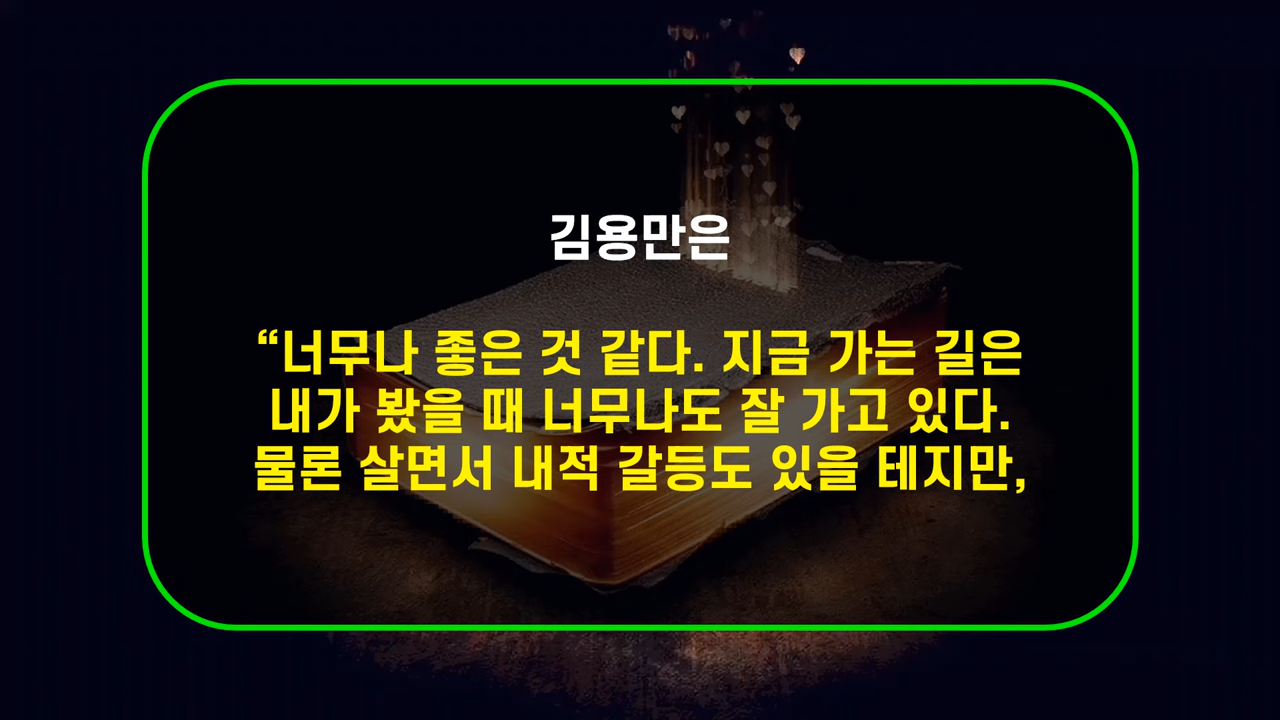 김용만은
“너무나 좋은 것 같다. 지금 가는 길은
내가 봤을 때 너무나도 잘 가고 있다.
물론 살면서 내적 갈등도 있을 테지만,